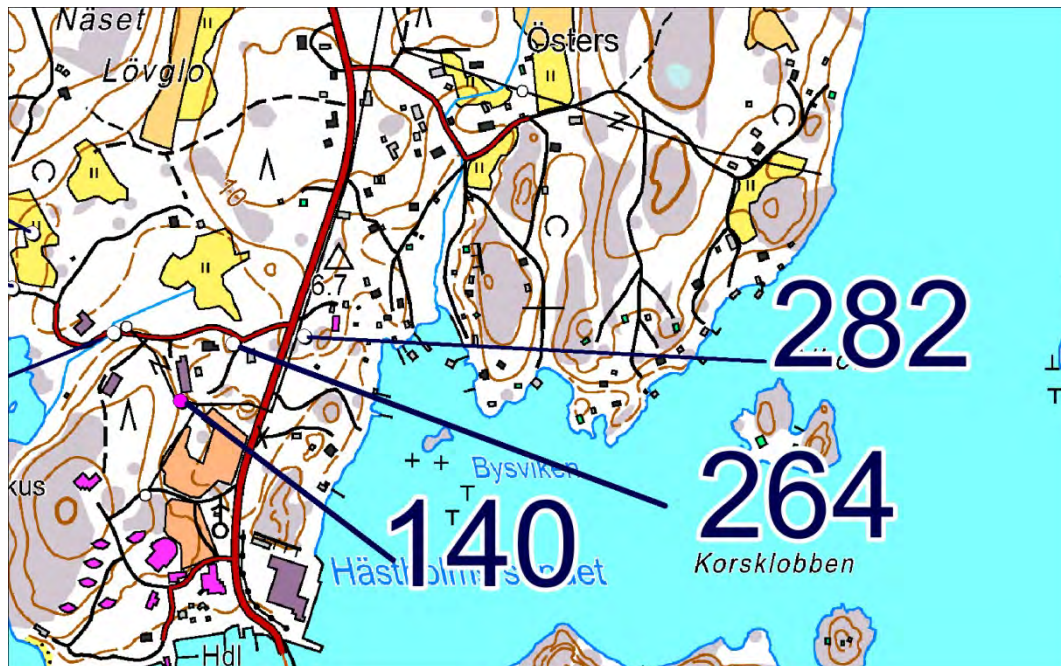 Näset
Lövglo
Östers
10
6.7
282
264
Bysviken
140
kus
Korsklobben
Hdl